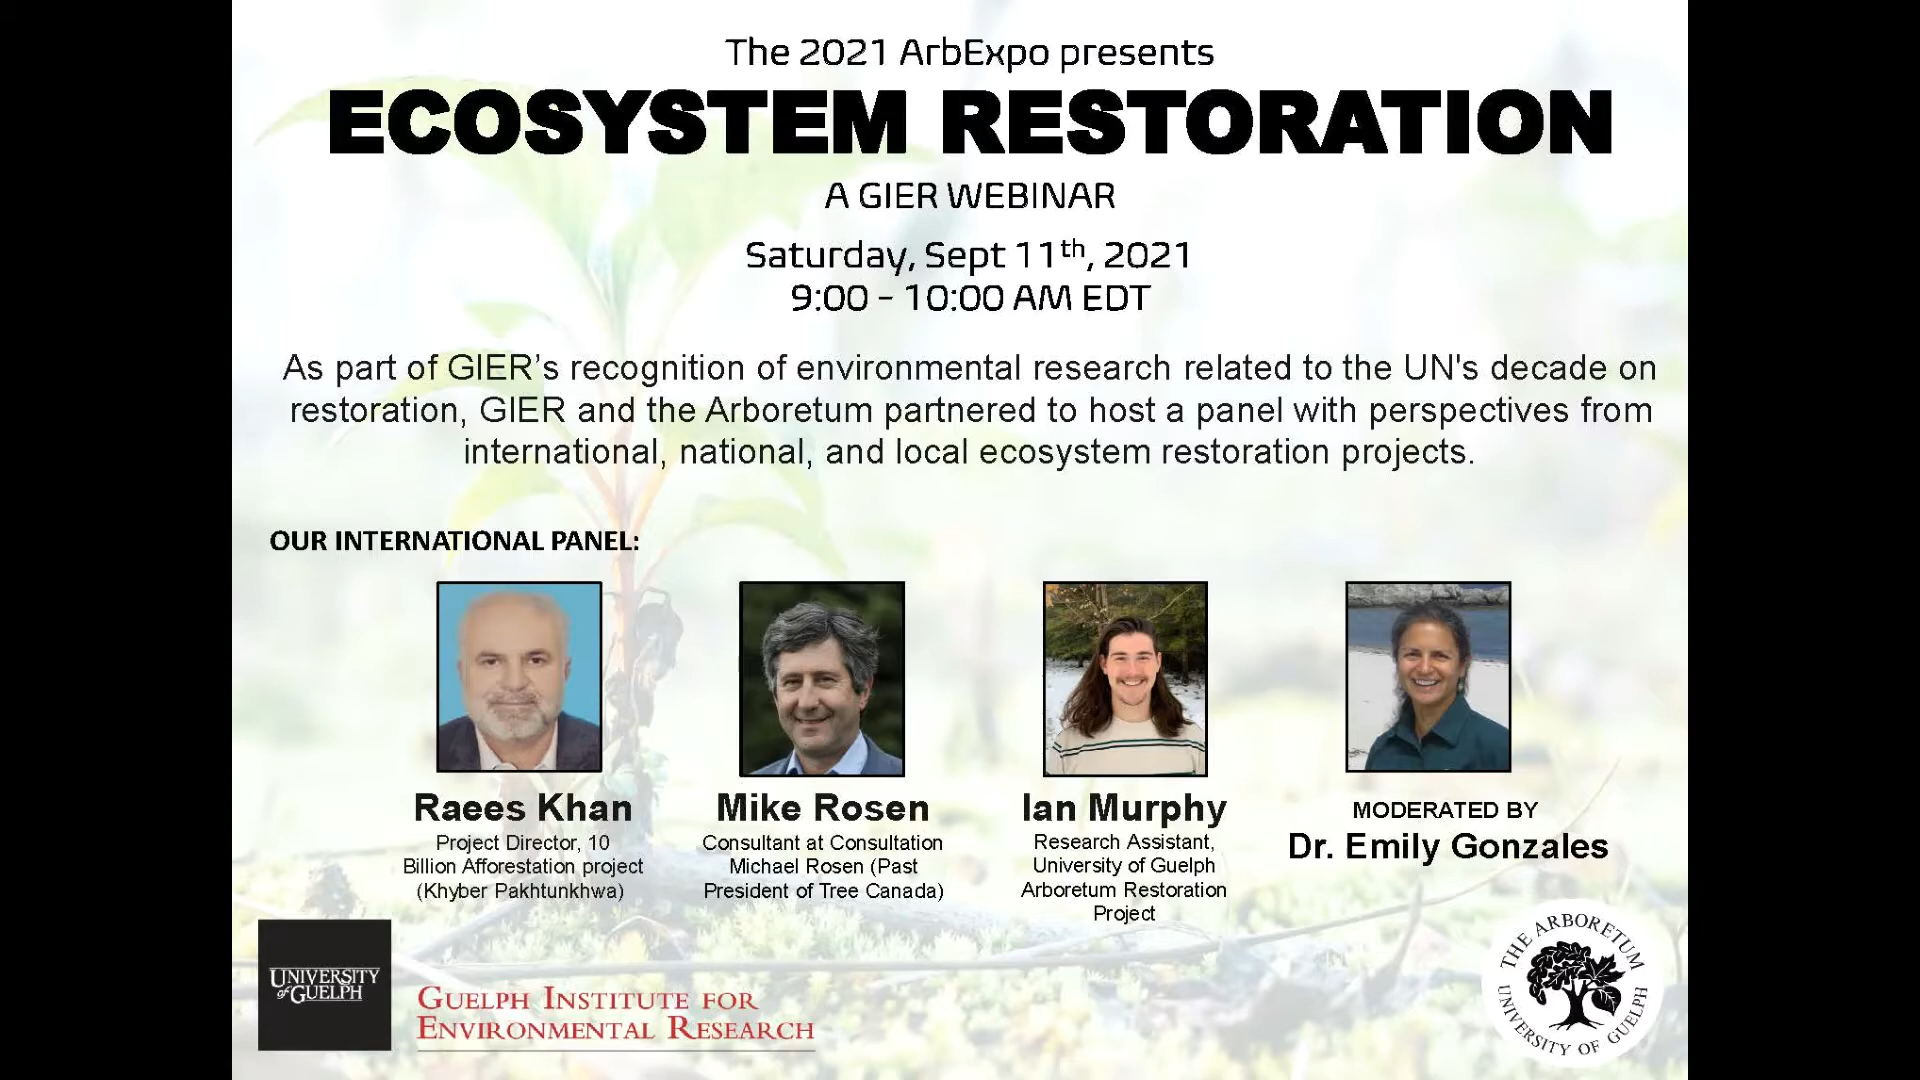 The 2021 ArbExpo presents
ECOSYSTEM RESTORATION
A GIER WEBINAR
Saturday, Sept 11th, 2021
9:00 – 10:00 AM EDT
As part of GIER’s recognition of environmental research related to the UN's decade on
restoration, GIER and the Arboretum partnered to host a panel with perspectives from
international, national, and local ecosystem restoration projects.
OUR INTERNATIONAL PANEL:
Raees Khan
Project Director, 10
Billion Afforestation project
(Khyber Pakhtunkhwa)
Mike Rosen
Consultant at Consultation
Michael Rosen (Past
President of Tree Canada)
Ian Murphy
Research Assistant,
University of Guelph
Arboretum Restoration
Project
MODERATED BY
Dr. Emily Gonzales
UNIVERSITY
of GUELPH
GUELPH INSTITUTE FOR
ENVIRONMENTAL RESEARCH
THE ARBORETUM
UNIVERSITY OF GUELPH